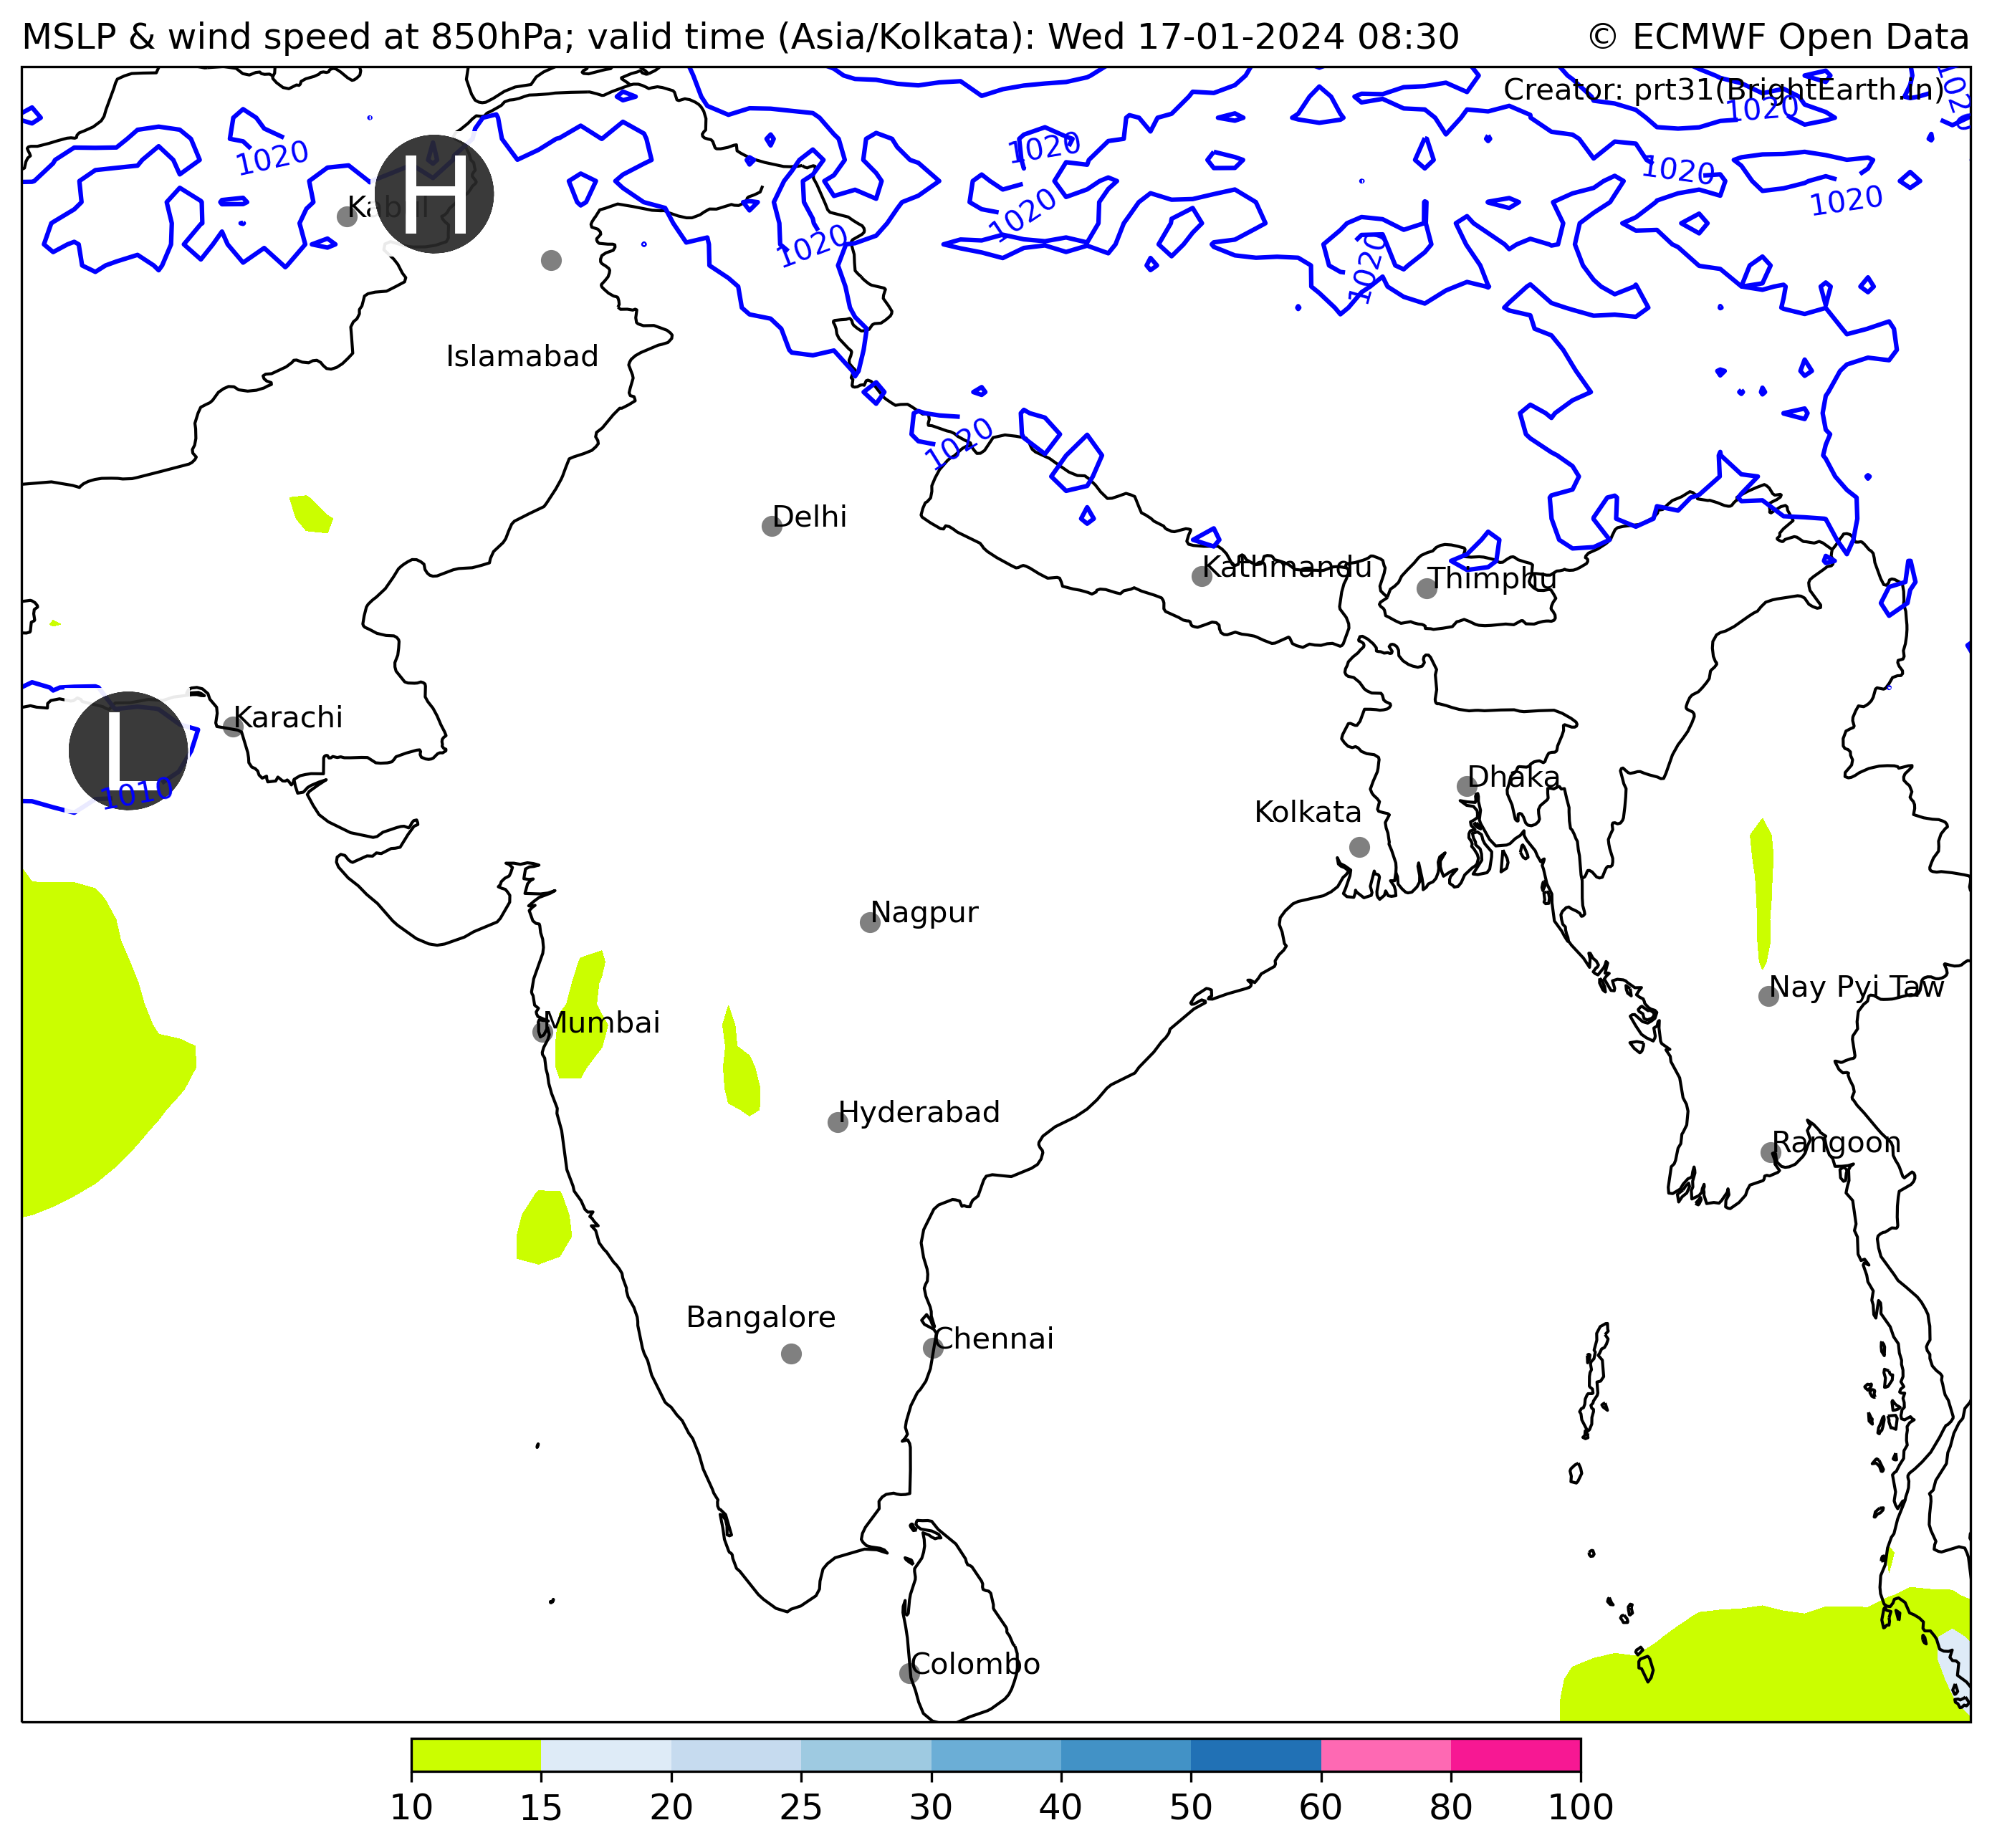 MSLP & wind speed at 850hPa; valid time (Asia/Kolkata): Wed 17-01-2024 08:30
© ECMWF Open Data
Creator: prt31(BrightEarth.in)
1020
1020
1020
1020
1020
H
Kabul
1020
1020
1020
1020
Islamabad
1020
Delhi
Kathmandu
Thimphu
Karachi
L
1010
Dhaka
Kolkata
Nagpur
Nay Pyi Taw
Mumbai
Hyderabad
Rangoon
Bangalore
Chennai
Colombo
10 15 20 25 30 40 50 60 80 100